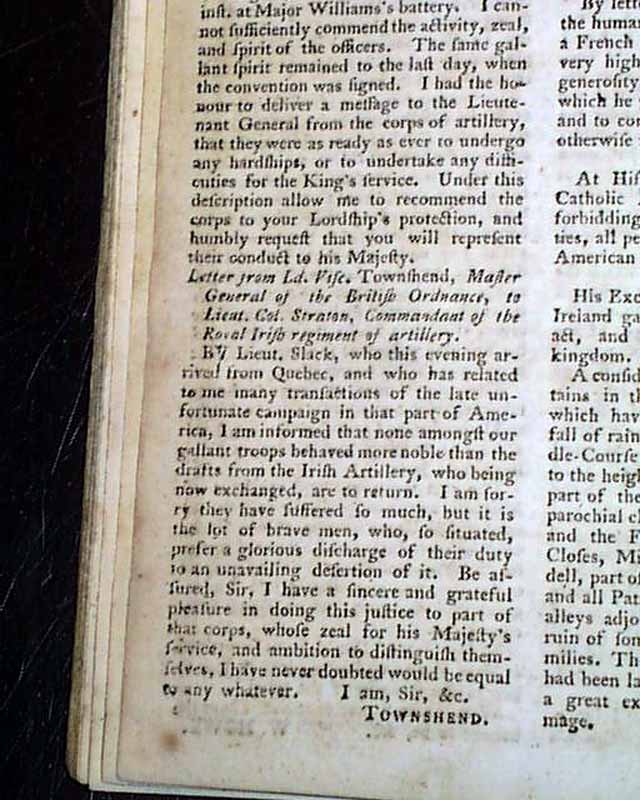 inſt. at Major Williams's battery. I can-
not ſufficiently commend the activity, zeal,
and ſpirit of the officers. The ſame gal-
lant ſpirit remained to the laſt day, when
the convention was ſigned. I had the ho-
nour to deliver a meſſage to the Lieute-
nant General from the corps of artillery,
that they were as ready as ever to undergo
any hardſhips, or to undertake any diffi-
culties for the King's ſervice. Under this
deſcription allow me to recommend the
corps to your Lordſhip's protection, and
humbly requeſt that you will repreſent
their conduct to his Majeſty.
Letter from Ld. Viſc. Townshend, Maſter
General of the Britiſh Ordnance, to
Lieut. Col. Straton, Commandant of the
Royal Iriſh regiment of artillery.
BY Lieut. Slack, who this evening ar-
rived from Quebec, and who has related
to me many tranſactions of the late un-
fortunate campaign in that part of Ame-
rica, I am informed that none amongſt our
gallant troops behaved more noble than the
drafts from the Iriſh Artillery, who being
now exchanged, are to return. I am ſor-
ry they have ſuffered ſo much, but it is
the lot of brave men, who, ſo ſituated,
prefer a glorious diſcharge of their duty
to an unavailing deſertion of it. Be aſ-
ſured, Sir, I have a ſincere and grateful
pleaſure in doing this juſtice to part of
that corps, whoſe zeal for his Majeſty's
ſervice, and ambition to diſtinguiſh them-
ſelves, I have never doubted would be equal
to any whatever. I am, Sir, &c.
TOWNSHEND.
By lette
the huma
a French
very high
generoſity
which he
and to co
otherwiſe
At Hiſ
Catholic
forbidding
ties, all pe
American
His Exc
Ireland ga
act, and
kingdom.
A conſid
tains in th
which hav
fall of rain
dle-Courſe
to the heig
part of the
parochial c
and the F
Cloſes, Mi
dell, part o
and all Pat
alleys adjo
ruin of ſom
milies. Th
had been la
a great ex
mage.